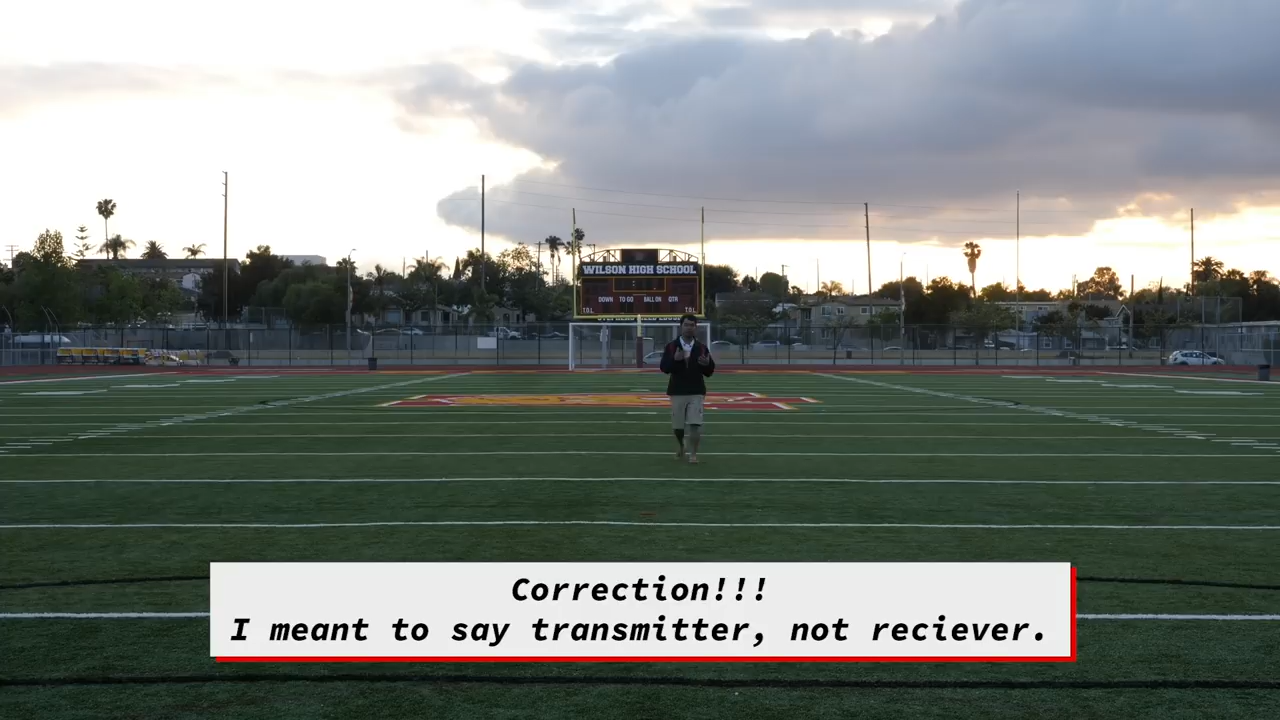 WILSON HIGH SCHOOL
DOWN TO GO BALL ON QTR
T.O.L. T.O.L.
Correction!!!
I meant to say transmitter, not reciever.